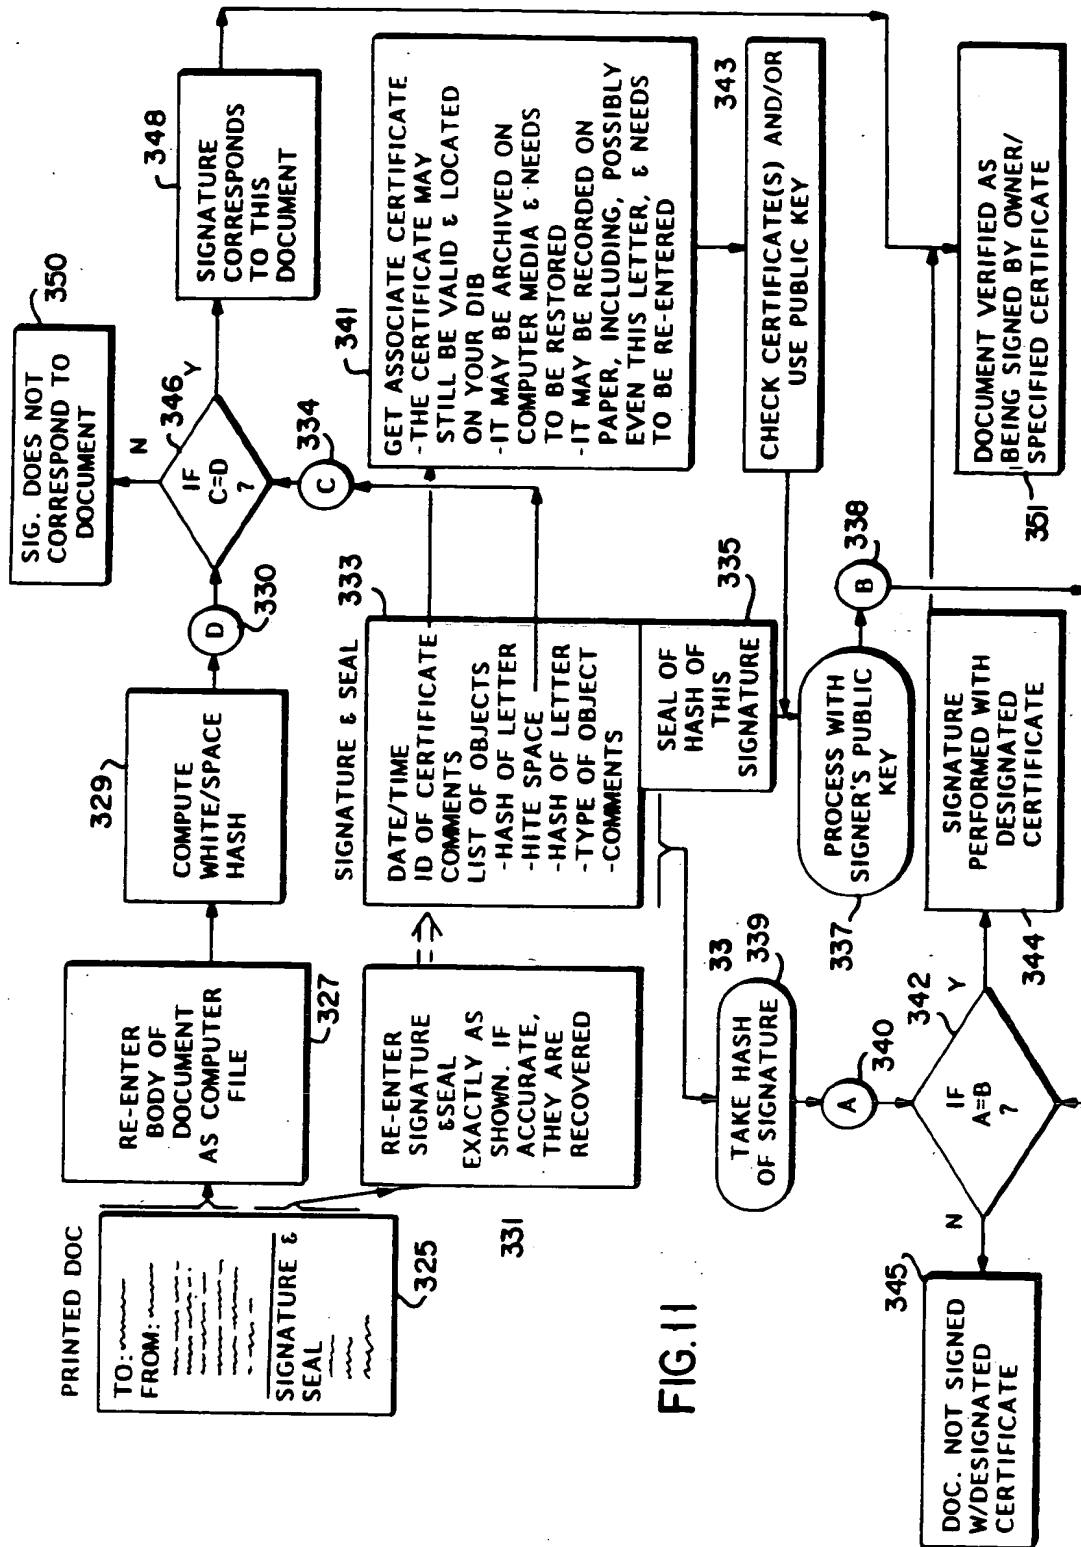 PRINTED DOC
TO:
FROM:
SIGNATURE &
SEAL
325
RE-ENTER
BODY OF
DOCUMENT
AS COMPUTER
FILE
327
COMPUTE
WHITE/SPACE
HASH
329
D
330
IF
C=D
?
346
Y
N
SIG. DOES NOT
CORRESPOND TO
DOCUMENT
350
SIGNATURE
CORRESPONDS
TO THIS
DOCUMENT
348
RE-ENTER
SIGNATURE
&SEAL
EXACTLY AS
SHOWN. IF
ACCURATE,
THEY ARE
RECOVERED
331
SIGNATURE & SEAL
333
DATE/TIME
ID OF CERTIFICATE
COMMENTS
LIST OF OBJECTS
-HASH OF LETTER
-HITE SPACE
-HASH OF LETTER
-TYPE OF OBJECT
-COMMENTS
SEAL OF
HASH OF
THIS
SIGNATURE
335
C
334
341
GET ASSOCIATE CERTIFICATE
-THE CERTIFICATE MAY
STILL BE VALID & LOCATED
ON YOUR DIB
-IT MAY BE ARCHIVED ON
COMPUTER MEDIA & NEEDS
TO BE RESTORED
-IT MAY BE RECORDED ON
PAPER, INCLUDING, POSSIBLY
EVEN THIS LETTER, & NEEDS
TO BE RE-ENTERED
343
CHECK CERTIFICATE(S) AND/OR
USE PUBLIC KEY
33
339
TAKE HASH
OF SIGNATURE
A
340
PROCESS WITH
SIGNER'S PUBLIC
KEY
337
B
338
IF
A=B
?
342
Y
N
345
DOC. NOT SIGNED
W/DESIGNATED
CERTIFICATE
SIGNATURE
PERFORMED WITH
DESIGNATED
CERTIFICATE
344
DOCUMENT VERIFIED AS
BEING SIGNED BY OWNER/
SPECIFIED CERTIFICATE
351
FIG.11